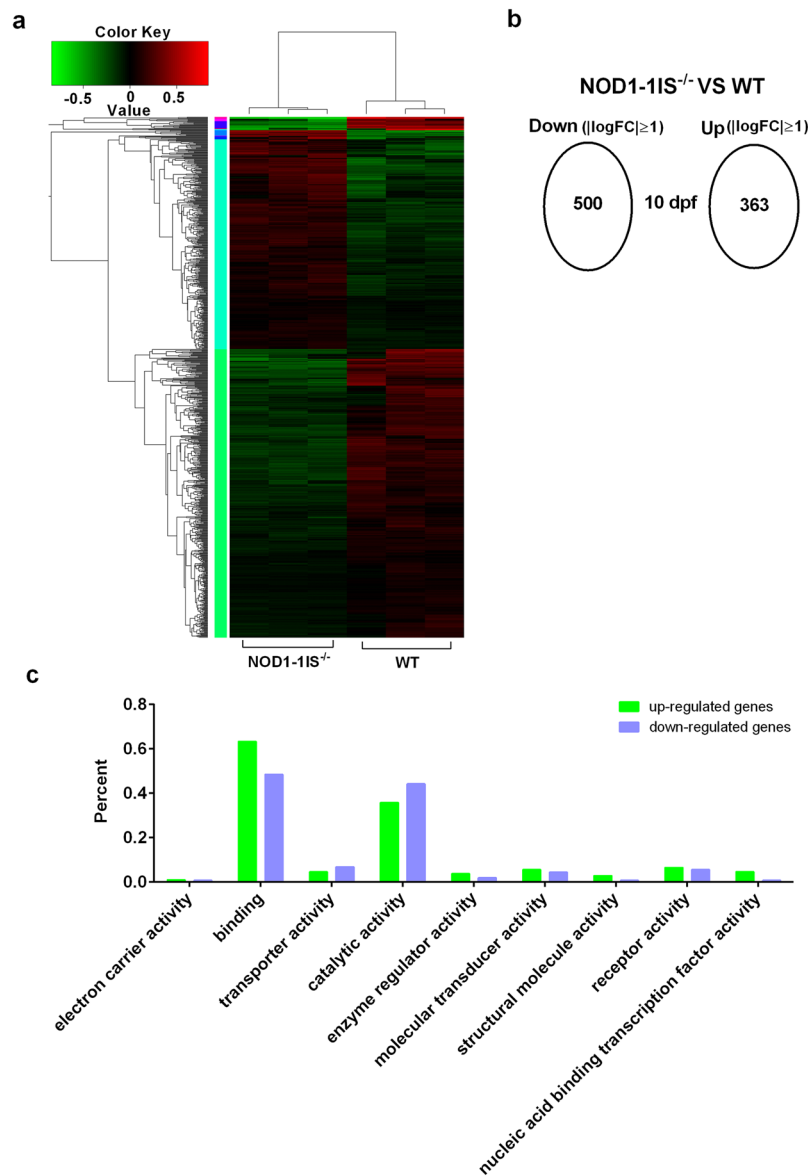 a
Color Key
-0.5 0 0.5
Value
NOD1-1IS-/- WT
b
NOD1-1IS-/- VS WT
Down (|logFC|≥1) Up(|logFC|≥1)
500 10 dpf 363
c
up-regulated genes
down-regulated genes
Percent
0.8
0.6
0.4
0.2
0.0
electron carrier activity
binding
transporter activity
catalytic activity
enzyme regulator activity
molecular transducer activity
structural molecule activity
receptor activity
nucleic acid binding transcription factor activity